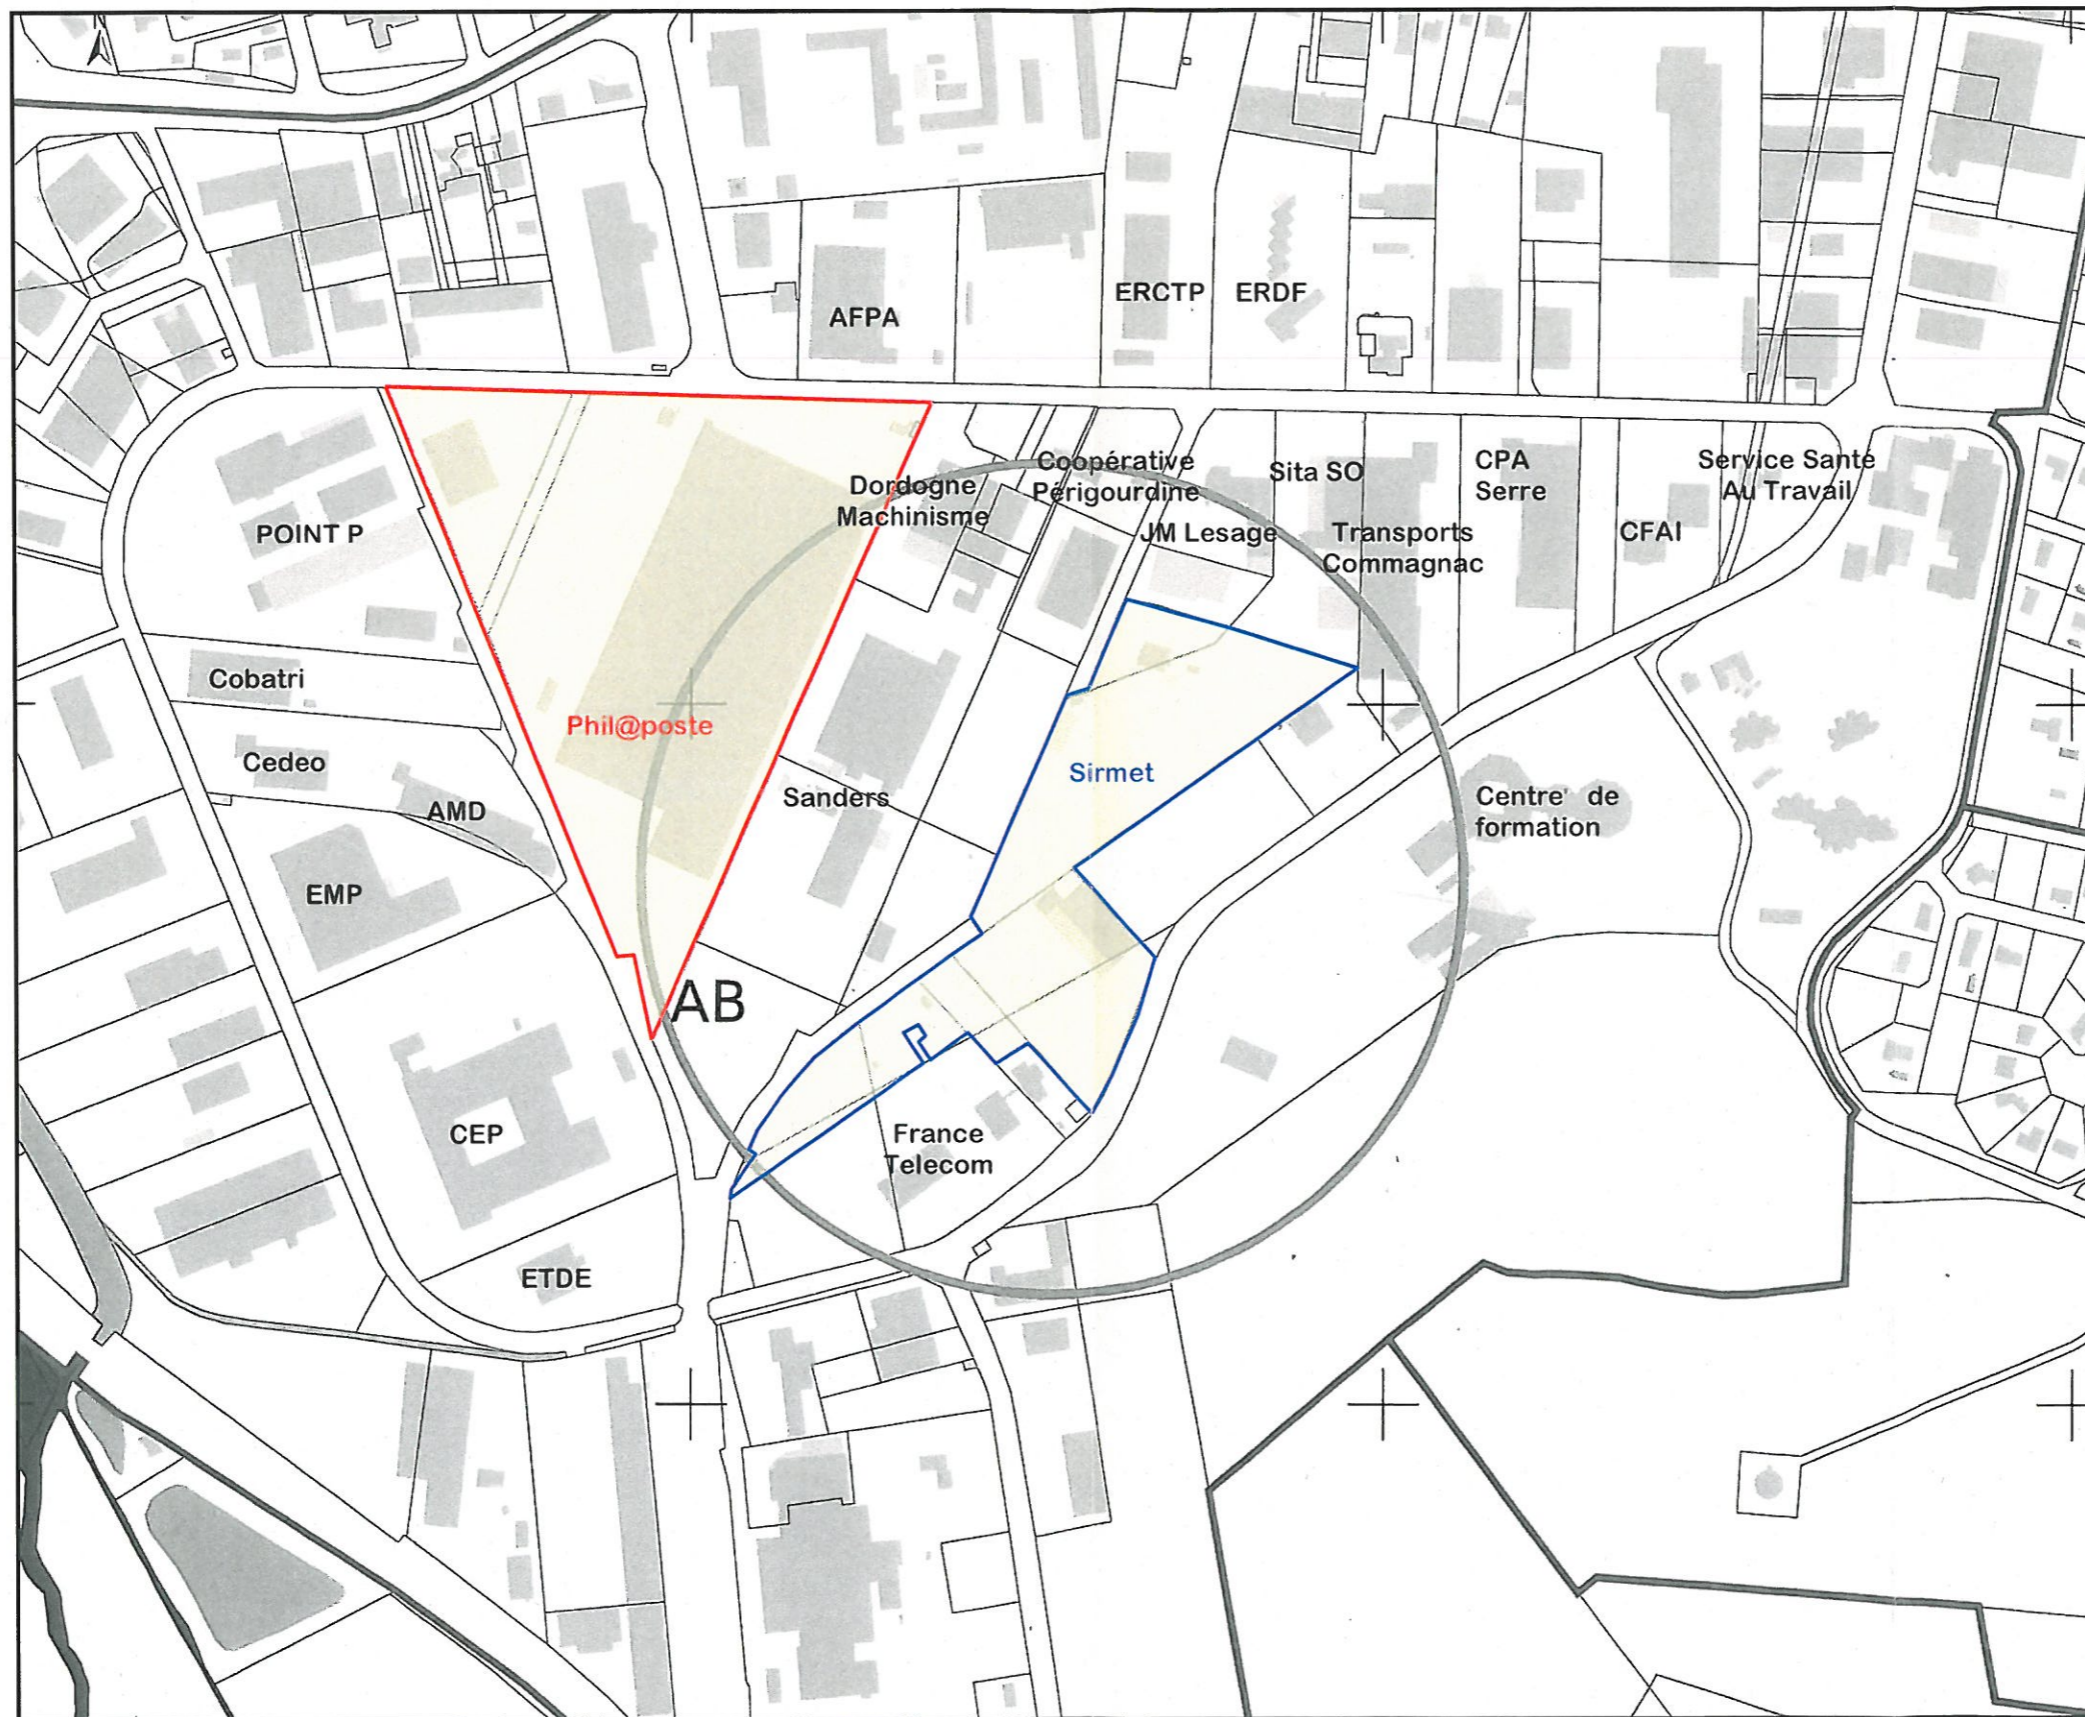 ERCTP
ERDF
AFPA
Coopérative
Périgourdine
Sita SO
CPA
Serre
Service Santé
Au Travail
Dordogne
Machinisme
POINT P
JM Lesage
Transports
Commagnac
CFAI
Cobatri
Phil@poste
Cedeo
Sirmet
AMD
Sanders
Centre de
formation
EMP
AB
CEP
France
Telecom
ETDE